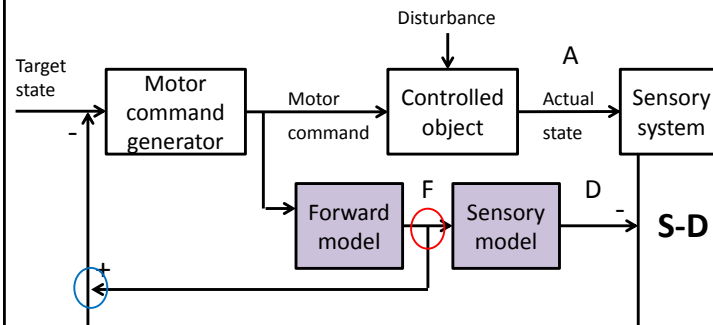 Disturbance
Target
state
-
Motor
command
generator
Motor
command
Controlled
object
A
Actual
state
Sensory
system
Forward
model
F
Sensory
model
D
-
S-D
+